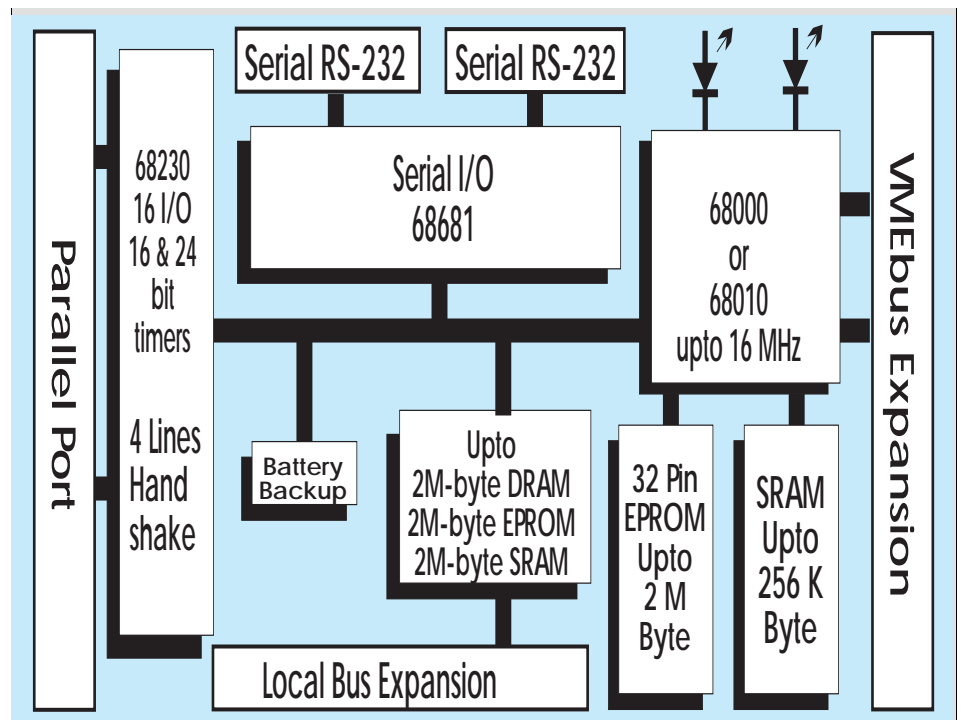 Serial RS-232
Serial RS-232
Parallel Port
68230
16 I/O
16 & 24
bit
timers
4 Lines
Hand
shake
Serial I/O
68681
68000
or
68010
upto 16 MHz
VMEbus Expansion
Battery
Backup
Upto
2M-byte DRAM
2M-byte EPROM
2M-byte SRAM
32 Pin
EPROM
Upto
2 M
Byte
SRAM
Upto
256 K
Byte
Local Bus Expansion